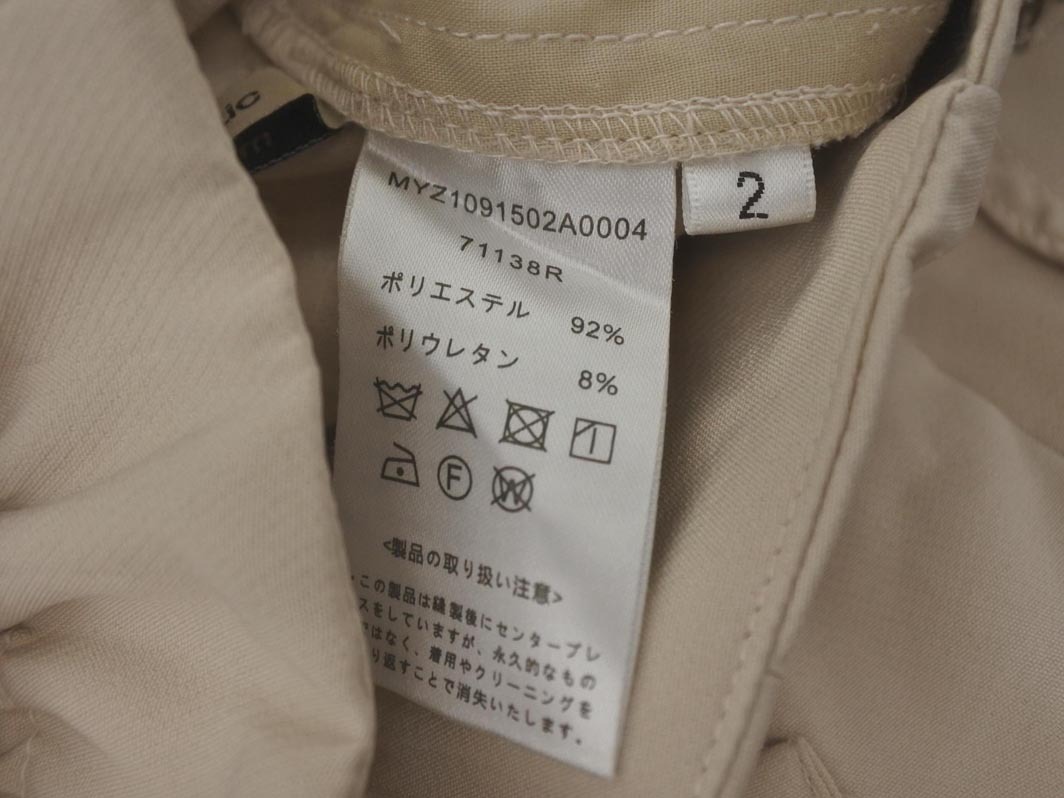 MYZ1091502A0004
2
71138R
ポリエステル 92%
ポリウレタン 8%
F
W
<製品の取り扱い注意>
・この製品は縫製後にセンタープレ
スをしていますが、永久的なもの
はなく、着用やクリーニングを
り返すことで消失いたします。